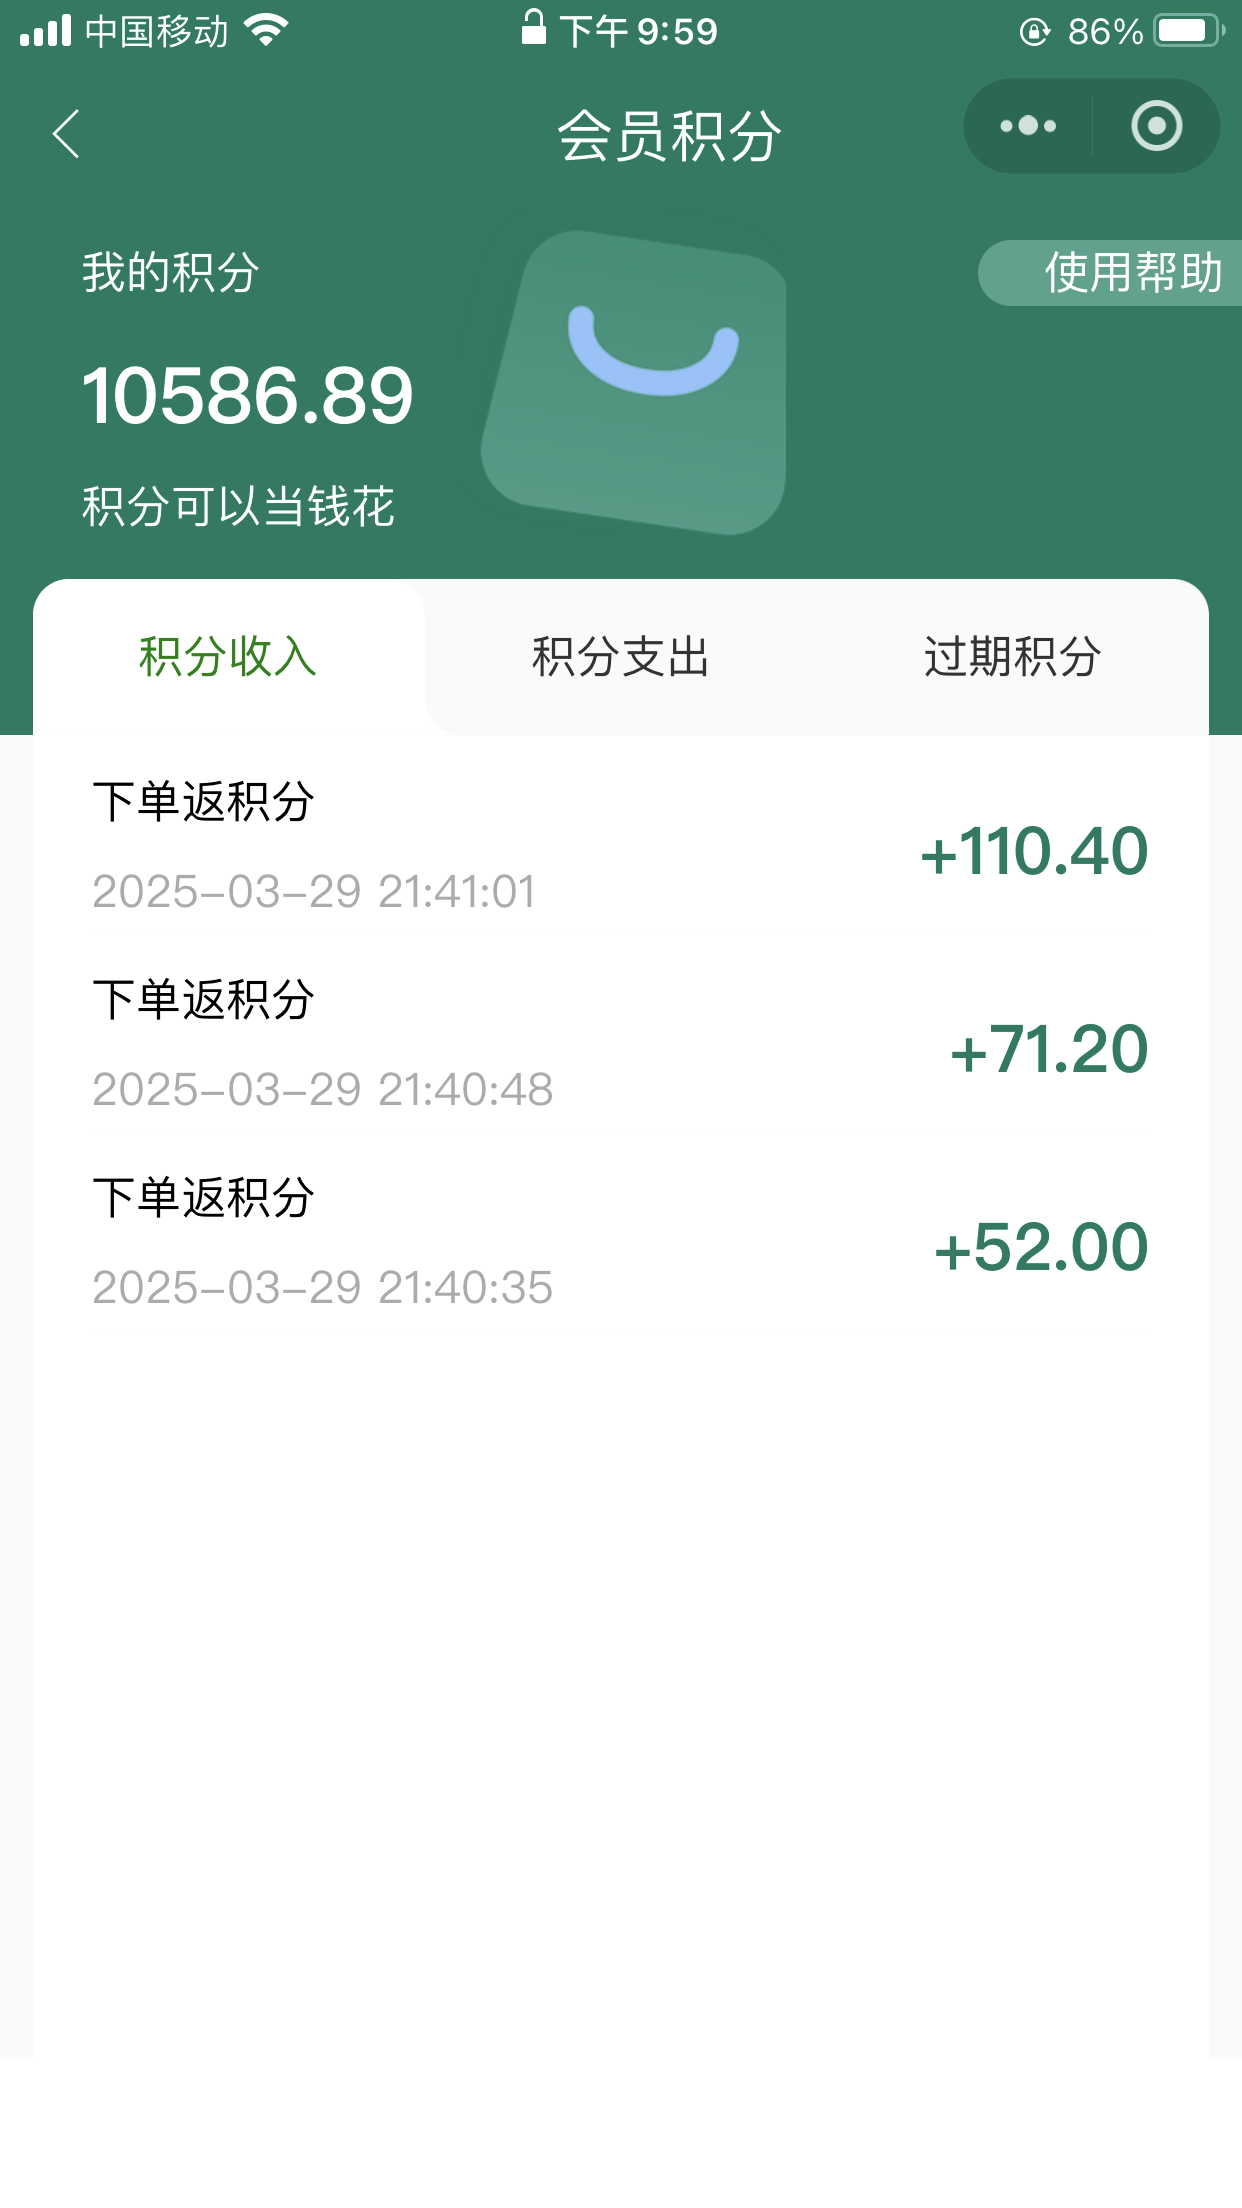 中国移动 下午 9:59 86%
会员积分
我的积分 使用帮助
10586.89
积分可以当钱花
积分收入 积分支出 过期积分
下单返积分
+110.40
2025-03-29 21:41:01
下单返积分
+71.20
2025-03-29 21:40:48
下单返积分
+52.00
2025-03-29 21:40:35